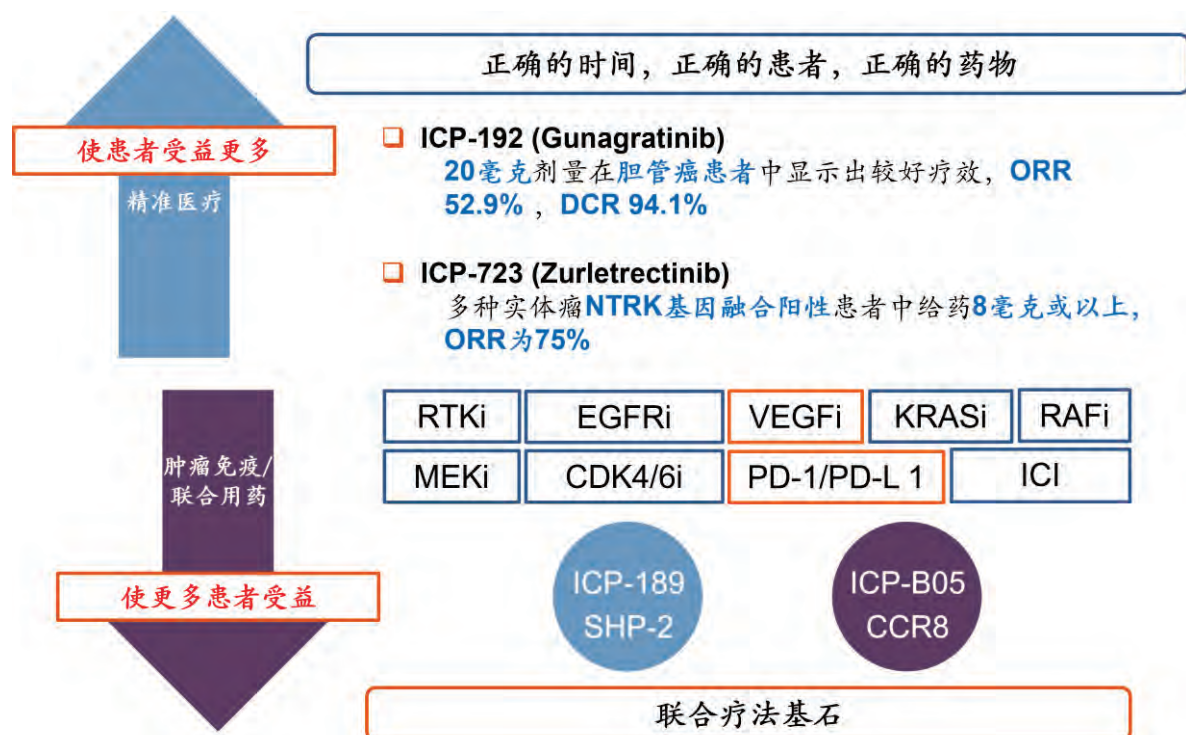 正确的时间，正确的患者，正确的药物
使患者受益更多
精准医疗
ICP-192 (Gunagratinib)
20毫克剂量在胆管癌患者中显示出较好疗效，ORR
52.9%，DCR 94.1%
ICP-723 (Zurletrectinib)
多种实体瘤NTRK基因融合阳性患者中给药8毫克或以上，
ORR为75%
RTKi EGFRi VEGFi KRASi RAFi
MEKi CDK4/6i PD-1/PD-L 1 ICI
肿瘤免疫/
联合用药
使更多患者受益
ICP-189
SHP-2
ICP-B05
CCR8
联合疗法基石